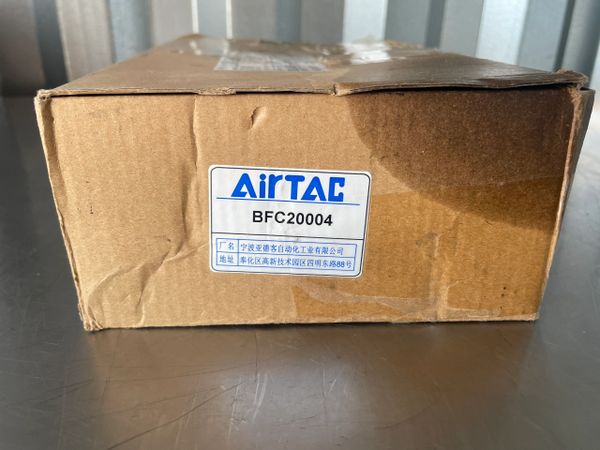 AirTAC
BFC20004
厂名 宁波亚德客自动化工业有限公司
地址 奉化区高新技术园区四明东路88号